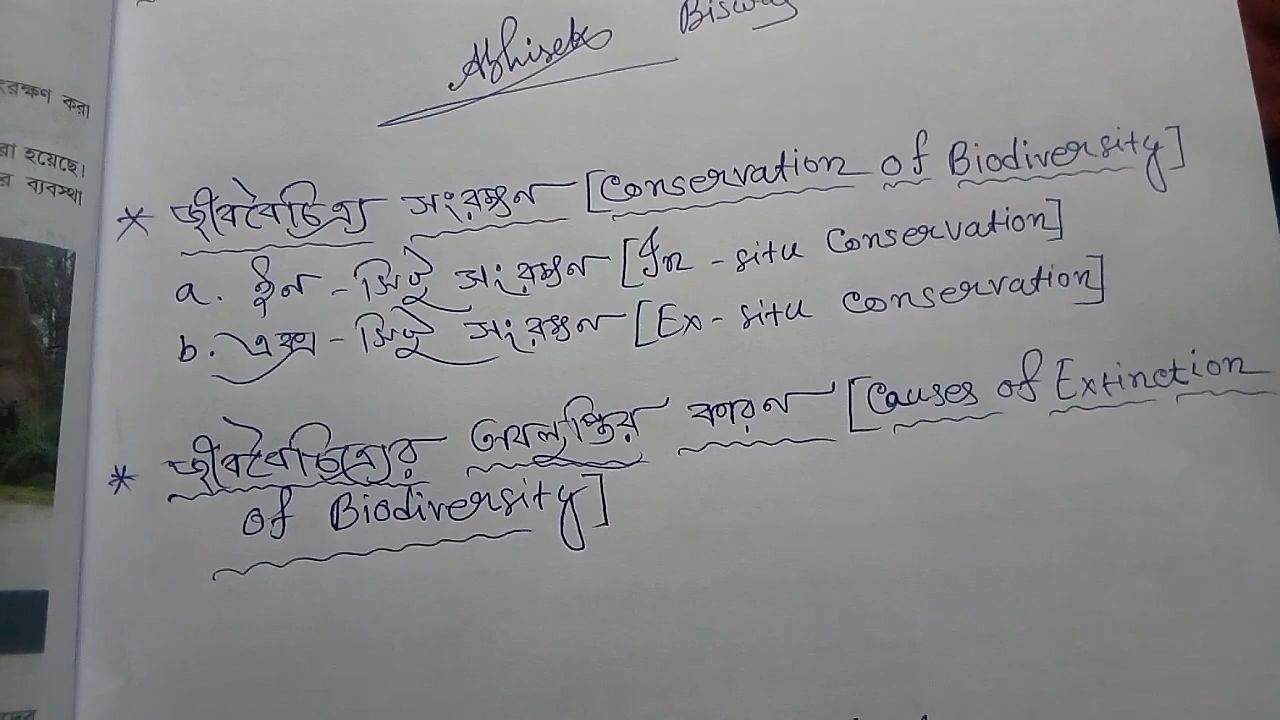 Abhisek Biswas
রক্ষণ করা
রা হয়েছে।
র ব্যবস্থা
* জীববৈচিত্র্য সংরক্ষণ [Conservation of Biodiversity]
a. ইন - সিটু সংরক্ষণ [In - situ Conservation]
b. এক্স - সিটু সংরক্ষণ [Ex - situ Conservation]
* জীববৈচিত্র্যের অবলুপ্তির কারণ [Causes of Extinction
of Biodiversity]